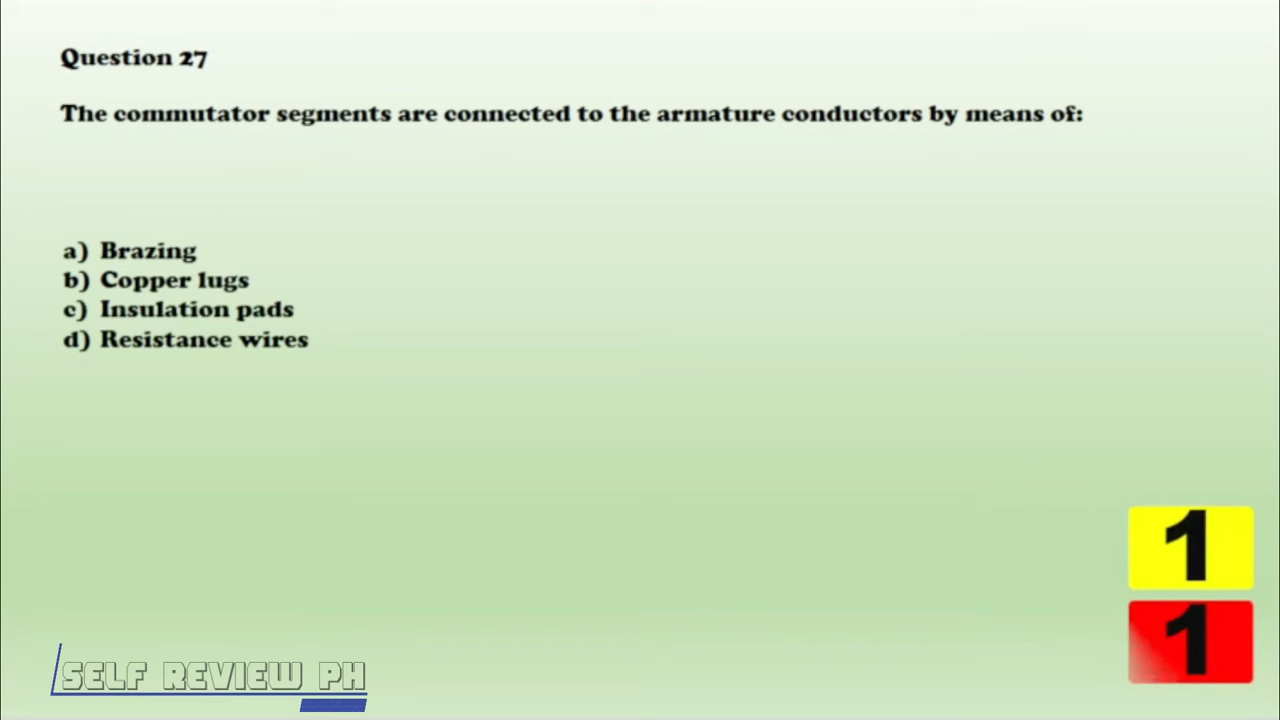 Question 27
The commutator segments are connected to the armature conductors by means of:
a) Brazing
b) Copper lugs
c) Insulation pads
d) Resistance wires
1
1
SELF REVIEW PH